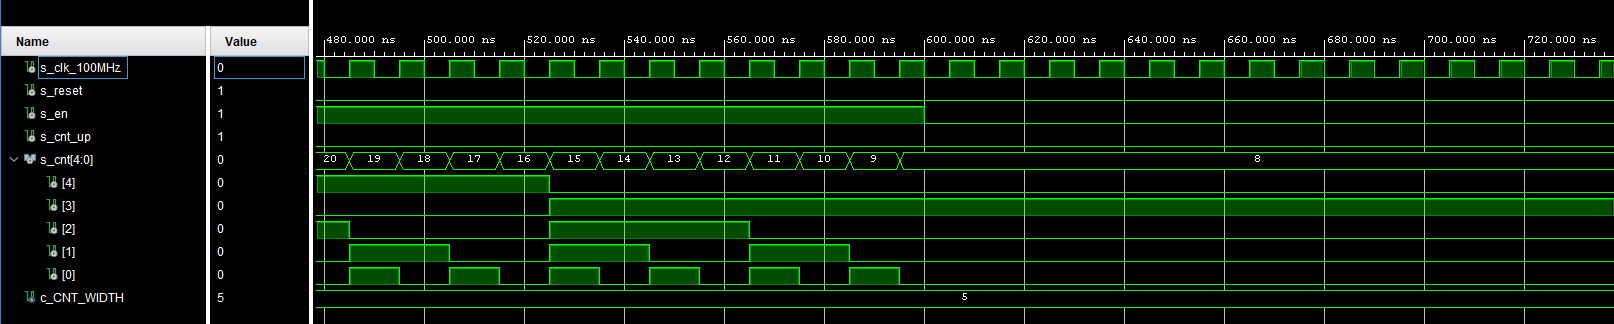 480.000 ns 500.000 ns 520.000 ns 540.000 ns 560.000 ns 580.000 ns 600.000 ns 620.000 ns 640.000 ns 660.000 ns 680.000 ns 700.000 ns 720.000 ns
Name Value
s_clk_100MHz 0
s_reset 1
s_en 1
s_cnt_up 1
s_cnt[4:0] 0 20 19 18 17 16 15 14 13 12 11 10 9 8
[4] 0
[3] 0
[2] 0
[1] 0
[0] 0
c_CNT_WIDTH 5 5